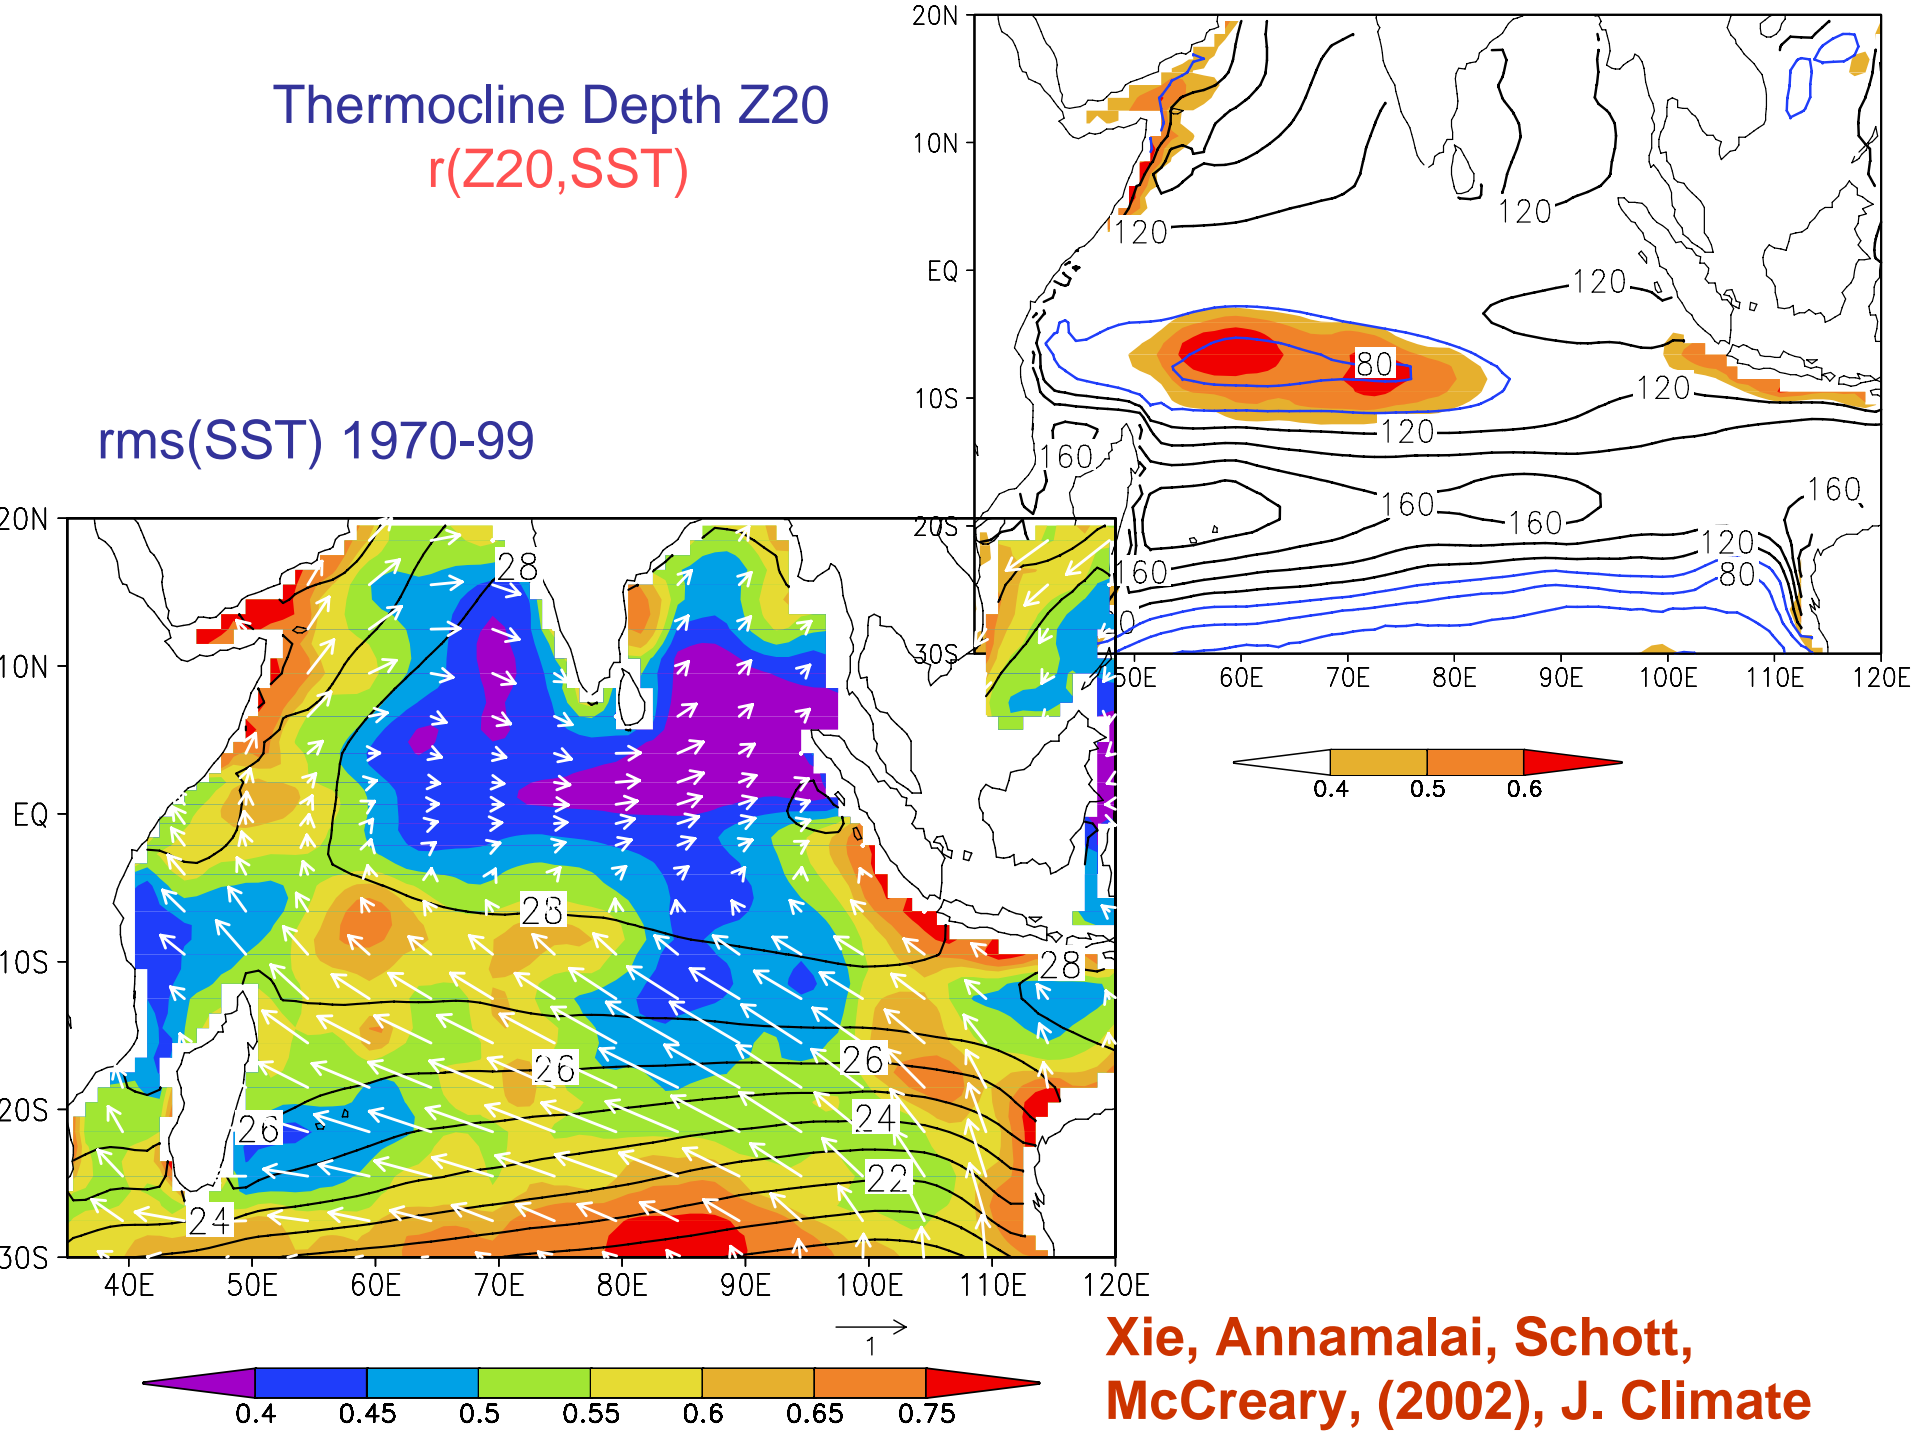 Thermocline Depth Z20
r(Z20,SST)
20N
10N
EQ
10S
20S
30S
50E 60E 70E 80E 90E 100E 110E 120E
120
120
120
80
120
120
160
160
160
160
160
120
80
0.4 0.5 0.6
rms(SST) 1970-99
20N
10N
EQ
10S
20S
30S
40E 50E 60E 70E 80E 90E 100E 110E 120E
28
28
28
26
26
26
24
22
24
1
0.4 0.45 0.5 0.55 0.6 0.65 0.75
Xie, Annamalai, Schott,
McCreary, (2002), J. Climate